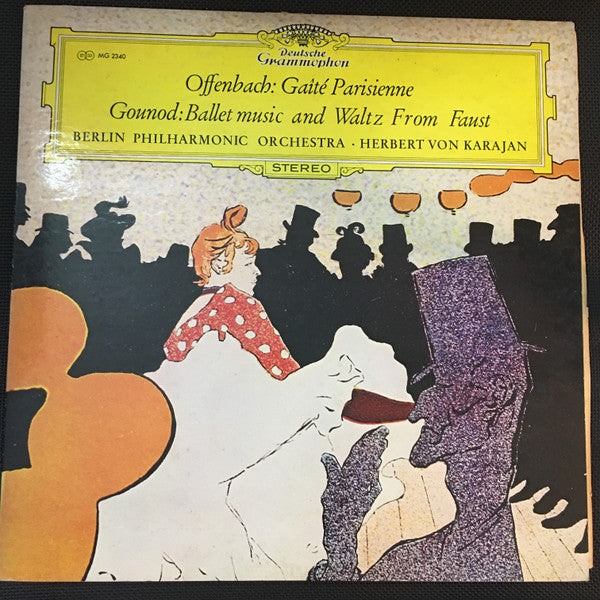 Deutsche
Grammophon
MG 2340
Offenbach: Gaîté Parisienne
Gounod: Ballet music and Waltz From Faust
BERLIN PHILHARMONIC ORCHESTRA · HERBERT VON KARAJAN
STEREO